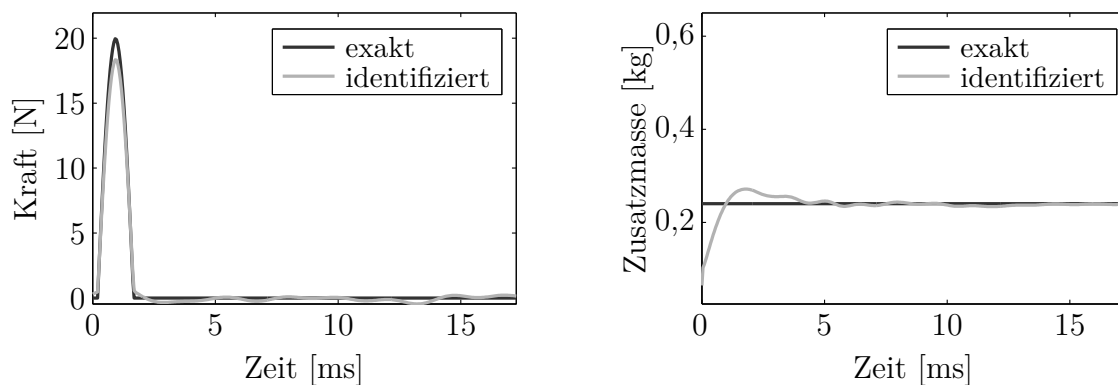 20
15
10
5
0
Kraft [N]
exakt
identifiziert
0
5
10
15
Zeit [ms]
0,6
0,4
0,2
Zusatzmasse [kg]
exakt
identifiziert
0
5
10
15
Zeit [ms]